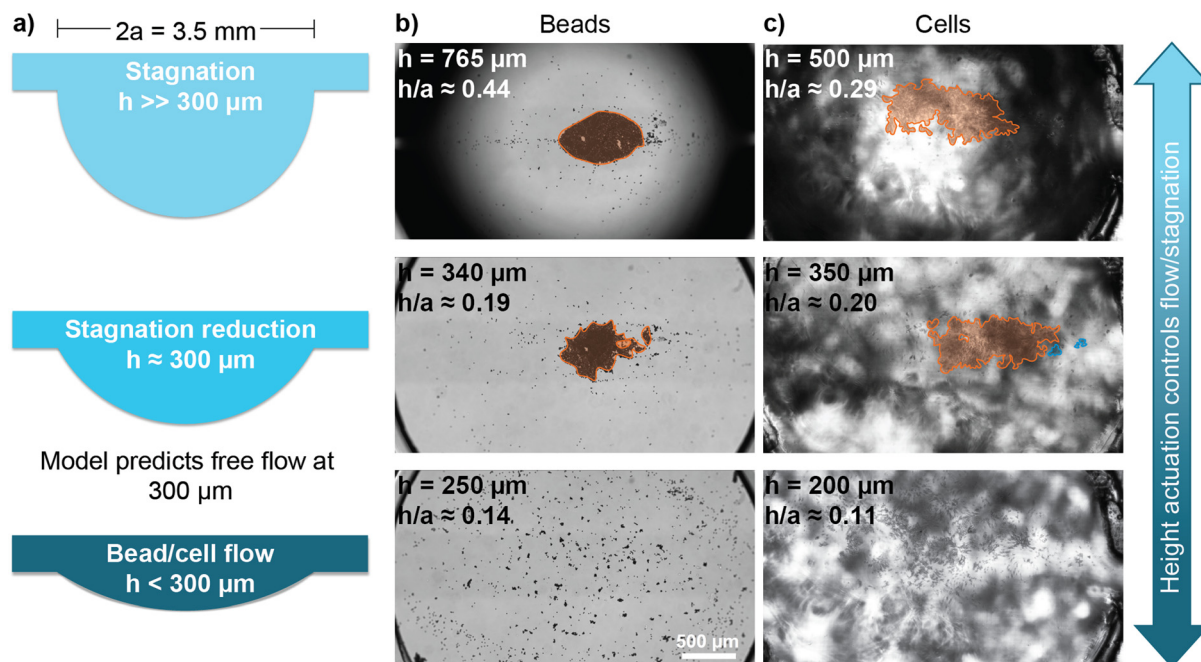 a)
2a = 3.5 mm
Stagnation
h >> 300 µm
Stagnation reduction
h ≈ 300 µm
Model predicts free flow at
300 µm
Bead/cell flow
h < 300 µm
b)
Beads
h = 765 µm
h/a ≈ 0.44
h = 340 µm
h/a ≈ 0.19
h = 250 µm
h/a ≈ 0.14
500 µm
c)
Cells
h = 500 µm
h/a ≈ 0.29
h = 350 µm
h/a ≈ 0.20
h = 200 µm
h/a ≈ 0.11
Height actuation controls flow/stagnation